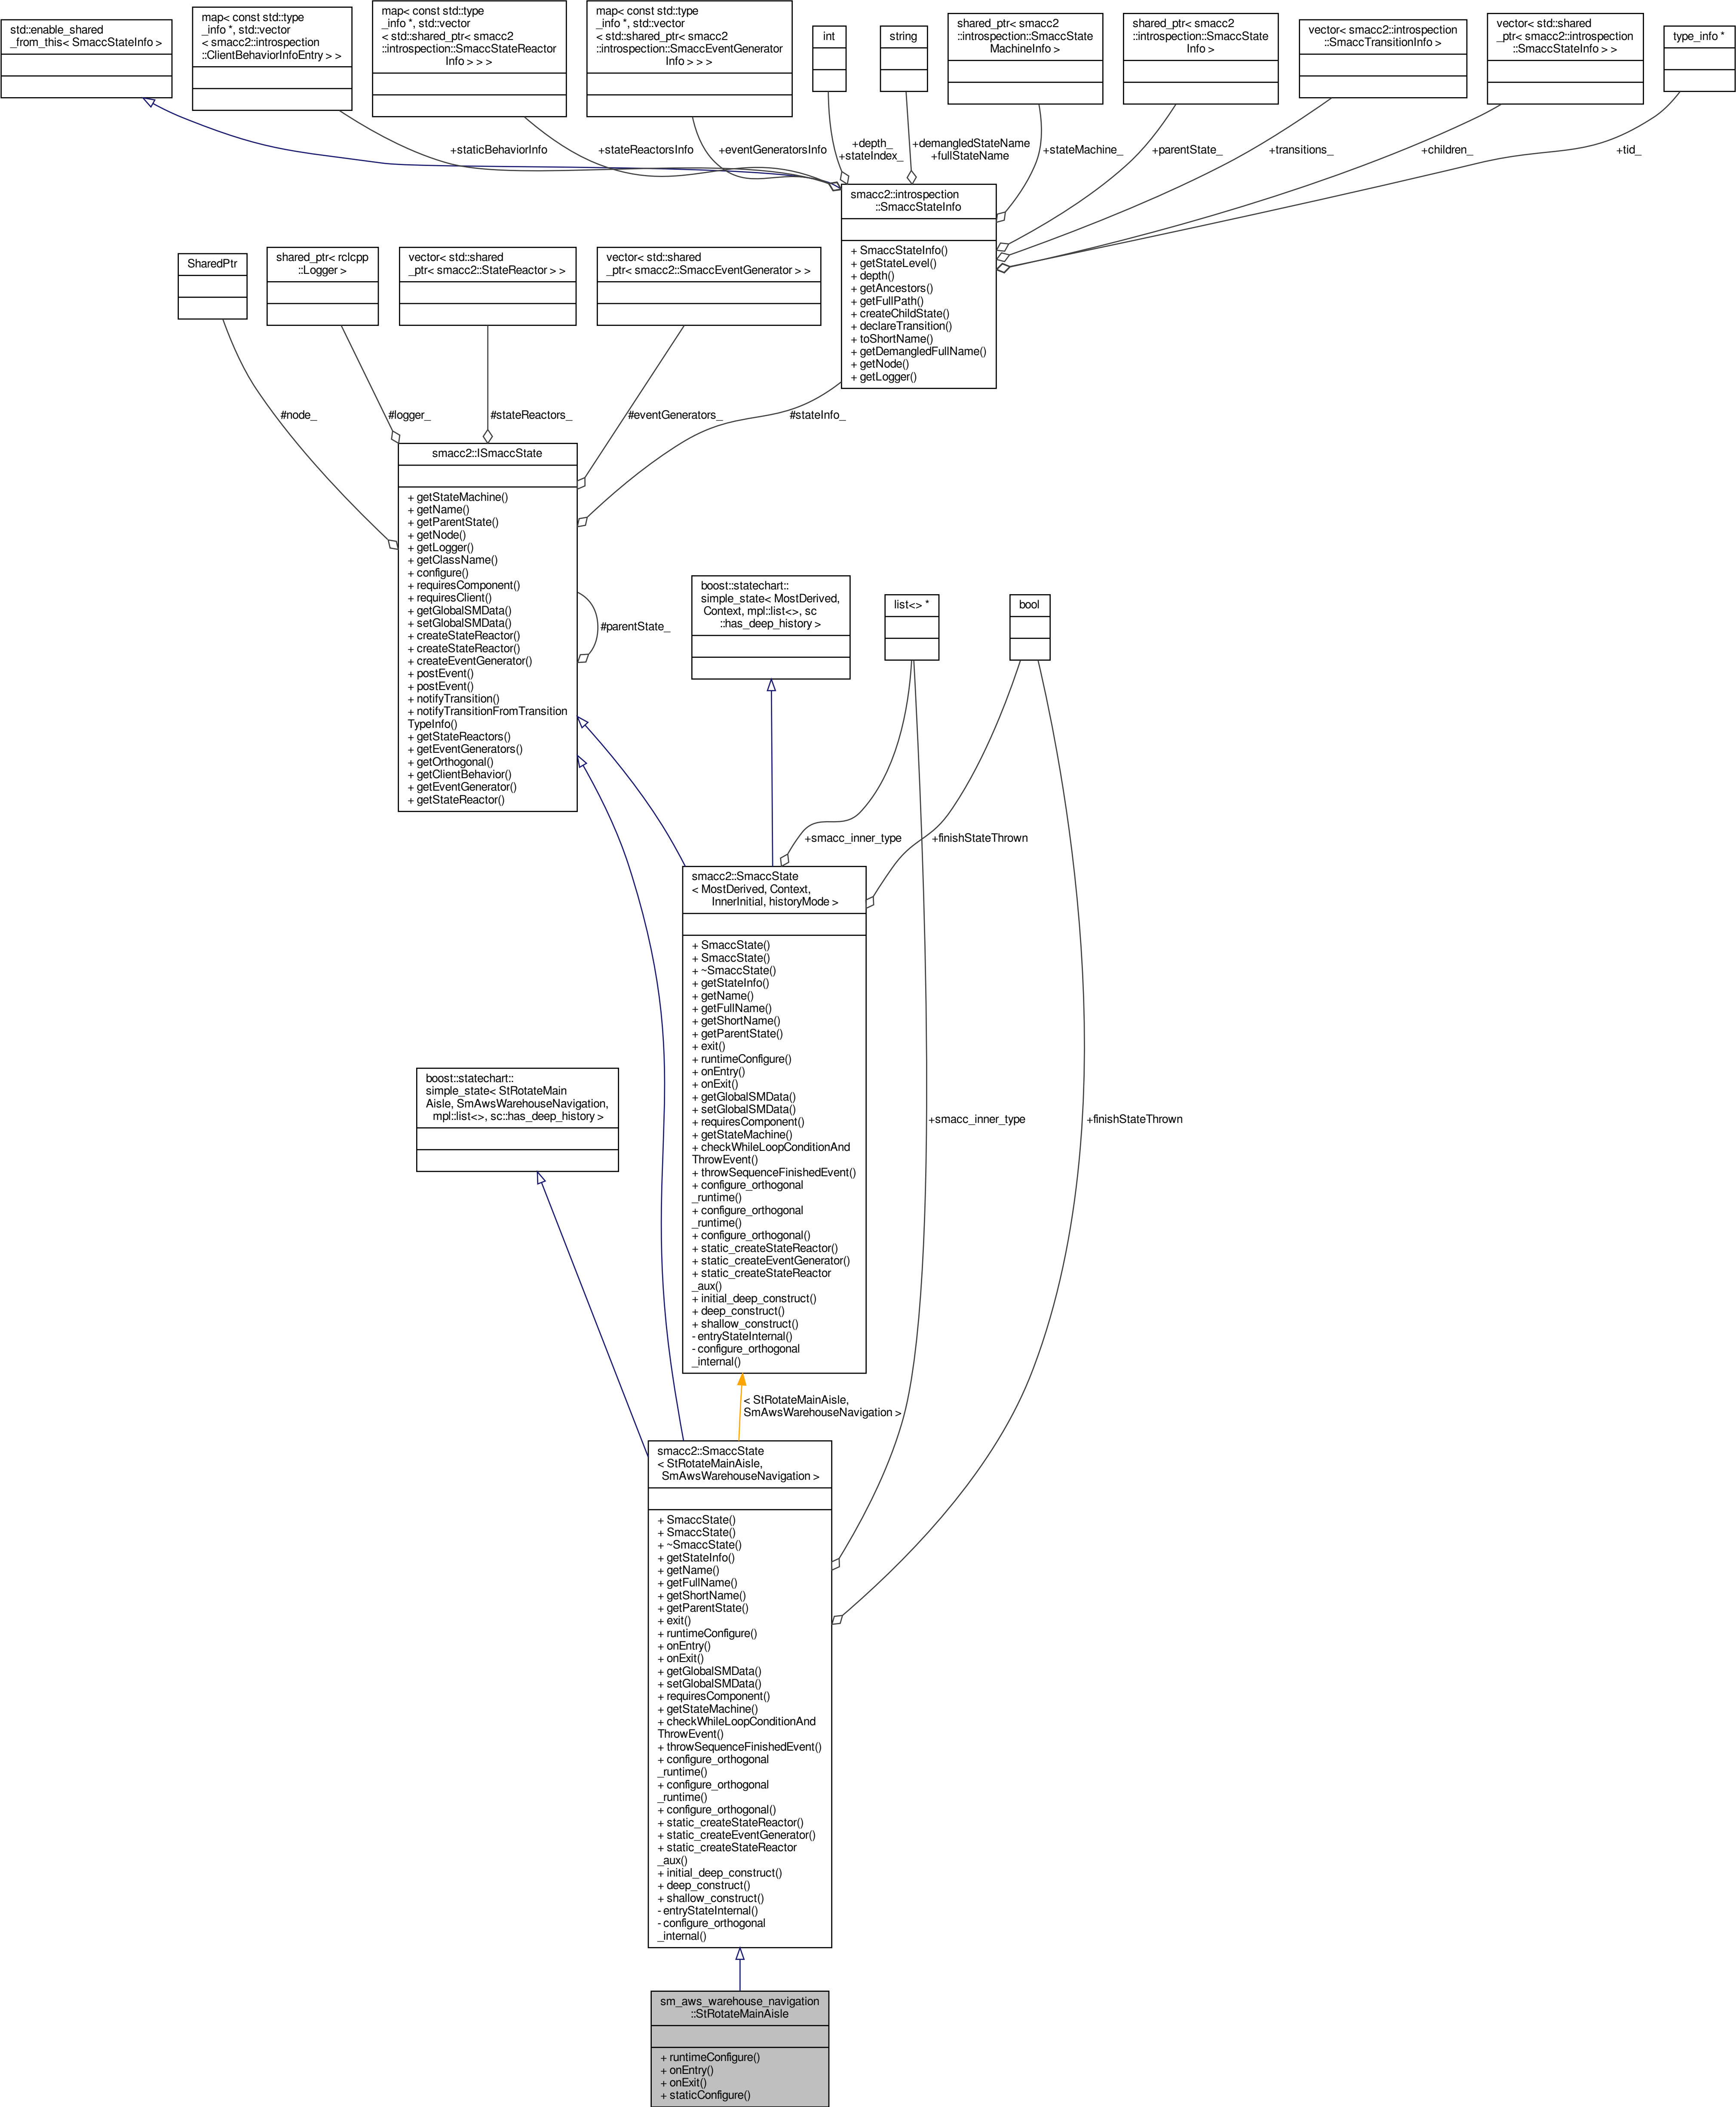 std::enable_shared
_from_this< SmaccStateInfo >
map< const std::type
_info *, std::vector
< smacc2::introspection
::ClientBehaviorInfoEntry > >
map< const std::type
_info *, std::vector
< std::shared_ptr< smacc2
::introspection::SmaccStateReactor
Info > > >
map< const std::type
_info *, std::vector
< std::shared_ptr< smacc2
::introspection::SmaccEventGenerator
Info > > >
int
string
shared_ptr< smacc2
::introspection::SmaccState
MachineInfo >
shared_ptr< smacc2
::introspection::SmaccState
Info >
vector< smacc2::introspection
::SmaccTransitionInfo >
vector< std::shared
_ptr< smacc2::introspection
::SmaccStateInfo > >
type_info *
+staticBehaviorInfo
+stateReactorsInfo
+eventGeneratorsInfo
+depth_
+stateIndex_
+demangledStateName
+fullStateName
+stateMachine_
+parentState_
+transitions_
+children_
+tid_
smacc2::introspection
::SmaccStateInfo
+ SmaccStateInfo()
+ getStateLevel()
+ depth()
+ getAncestors()
+ getFullPath()
+ createChildState()
+ declareTransition()
+ toShortName()
+ getDemangledFullName()
+ getNode()
+ getLogger()
SharedPtr
shared_ptr< rclcpp
::Logger >
vector< std::shared
_ptr< smacc2::StateReactor > >
vector< std::shared
_ptr< smacc2::SmaccEventGenerator > >
#node_
#logger_
#stateReactors_
#eventGenerators_
#stateInfo_
smacc2::ISmaccState
+ getStateMachine()
+ getName()
+ getParentState()
+ getNode()
+ getLogger()
+ getClassName()
+ configure()
+ requiresComponent()
+ requiresClient()
+ getGlobalSMData()
+ setGlobalSMData()
+ createStateReactor()
+ createStateReactor()
+ createEventGenerator()
+ postEvent()
+ postEvent()
+ notifyTransition()
+ notifyTransitionFromTransition
TypeInfo()
+ getStateReactors()
+ getEventGenerators()
+ getOrthogonal()
+ getClientBehavior()
+ getEventGenerator()
+ getStateReactor()
#parentState_
boost::statechart::
simple_state< MostDerived,
Context, mpl::list<>, sc
::has_deep_history >
list<> *
bool
+smacc_inner_type
+finishStateThrown
smacc2::SmaccState
< MostDerived, Context,
InnerInitial, historyMode >
+ SmaccState()
+ SmaccState()
+ ~SmaccState()
+ getStateInfo()
+ getName()
+ getFullName()
+ getShortName()
+ getParentState()
+ exit()
+ runtimeConfigure()
+ onEntry()
+ onExit()
+ getGlobalSMData()
+ setGlobalSMData()
+ requiresComponent()
+ getStateMachine()
+ checkWhileLoopConditionAnd
ThrowEvent()
+ throwSequenceFinishedEvent()
+ configure_orthogonal
_runtime()
+ configure_orthogonal
_runtime()
+ configure_orthogonal()
+ static_createStateReactor()
+ static_createEventGenerator()
+ static_createStateReactor
_aux()
+ initial_deep_construct()
+ deep_construct()
+ shallow_construct()
- entryStateInternal()
- configure_orthogonal
_internal()
boost::statechart::
simple_state< StRotateMain
Aisle, SmAwsWarehouseNavigation,
mpl::list<>, sc::has_deep_history >
+smacc_inner_type
+finishStateThrown
< StRotateMainAisle,
SmAwsWarehouseNavigation >
smacc2::SmaccState
< StRotateMainAisle,
SmAwsWarehouseNavigation >
+ SmaccState()
+ SmaccState()
+ ~SmaccState()
+ getStateInfo()
+ getName()
+ getFullName()
+ getShortName()
+ getParentState()
+ exit()
+ runtimeConfigure()
+ onEntry()
+ onExit()
+ getGlobalSMData()
+ setGlobalSMData()
+ requiresComponent()
+ getStateMachine()
+ checkWhileLoopConditionAnd
ThrowEvent()
+ throwSequenceFinishedEvent()
+ configure_orthogonal
_runtime()
+ configure_orthogonal
_runtime()
+ configure_orthogonal()
+ static_createStateReactor()
+ static_createEventGenerator()
+ static_createStateReactor
_aux()
+ initial_deep_construct()
+ deep_construct()
+ shallow_construct()
- entryStateInternal()
- configure_orthogonal
_internal()
sm_aws_warehouse_navigation
::StRotateMainAisle
+ runtimeConfigure()
+ onEntry()
+ onExit()
+ staticConfigure()